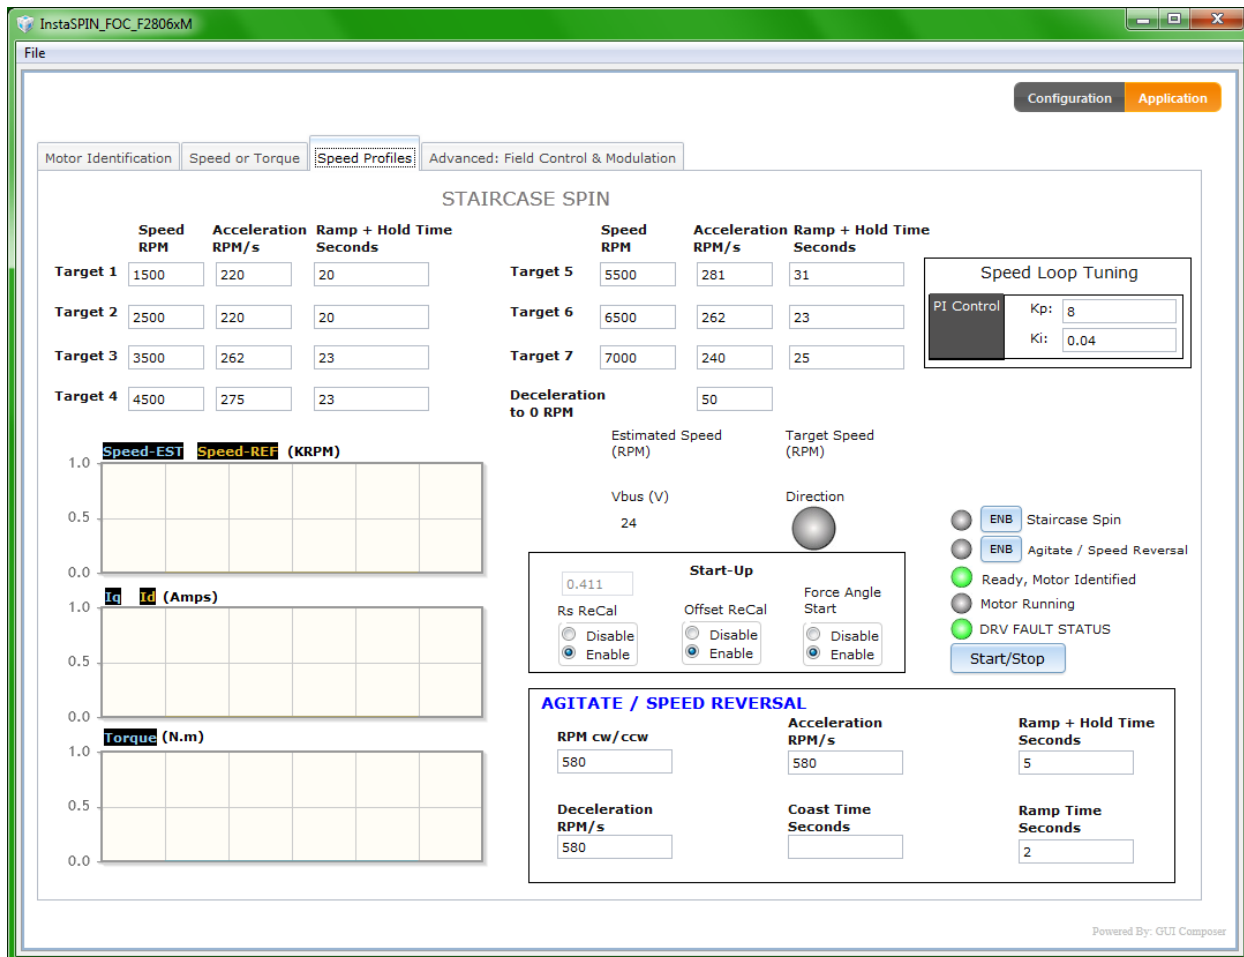 InstaSPIN_FOC_F2806xM
File
Configuration Application
Motor Identification Speed or Torque Speed Profiles Advanced: Field Control & Modulation
STAIRCASE SPIN
Speed RPM Acceleration RPM/s Ramp + Hold Time Seconds
Target 1 1500 220 20
Target 2 2500 220 20
Target 3 3500 262 23
Target 4 4500 275 23
Speed RPM Acceleration RPM/s Ramp + Hold Time Seconds
Target 5 5500 281 31
Target 6 6500 262 23
Target 7 7000 240 25
Deceleration to 0 RPM 50
Speed Loop Tuning
PI Control
Kp: 8
Ki: 0.04
Speed-EST Speed-REF (KRPM)
1.0
0.5
0.0
Iq Id (Amps)
1.0
0.5
0.0
Torque (N.m)
1.0
0.5
0.0
Estimated Speed (RPM)
Target Speed (RPM)
Vbus (V)
24
Direction
Start-Up
0.411
Rs ReCal
Disable
Enable
Offset ReCal
Disable
Enable
Force Angle Start
Disable
Enable
ENB Staircase Spin
ENB Agitate / Speed Reversal
Ready, Motor Identified
Motor Running
DRV FAULT STATUS
Start/Stop
AGITATE / SPEED REVERSAL
RPM cw/ccw
580
Acceleration RPM/s
580
Ramp + Hold Time Seconds
5
Deceleration RPM/s
580
Coast Time Seconds
Ramp Time Seconds
2
Powered By: GUI Composer